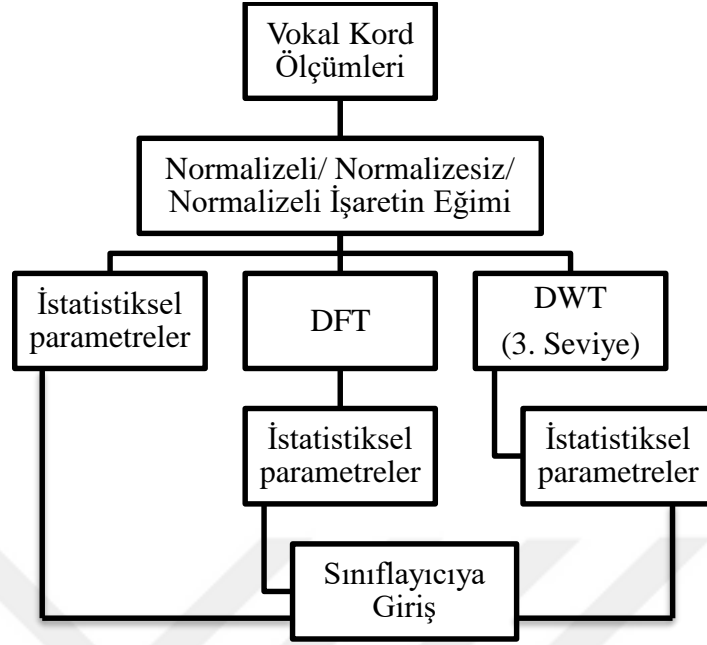 Vokal Kord
Ölçümleri
Normalizeli/ Normalizesiz/
Normalizeli İşaretin Eğimi
İstatistiksel
parametreler
DFT
DWT
(3. Seviye)
İstatistiksel
parametreler
İstatistiksel
parametreler
Sınıflayıcıya
Giriş